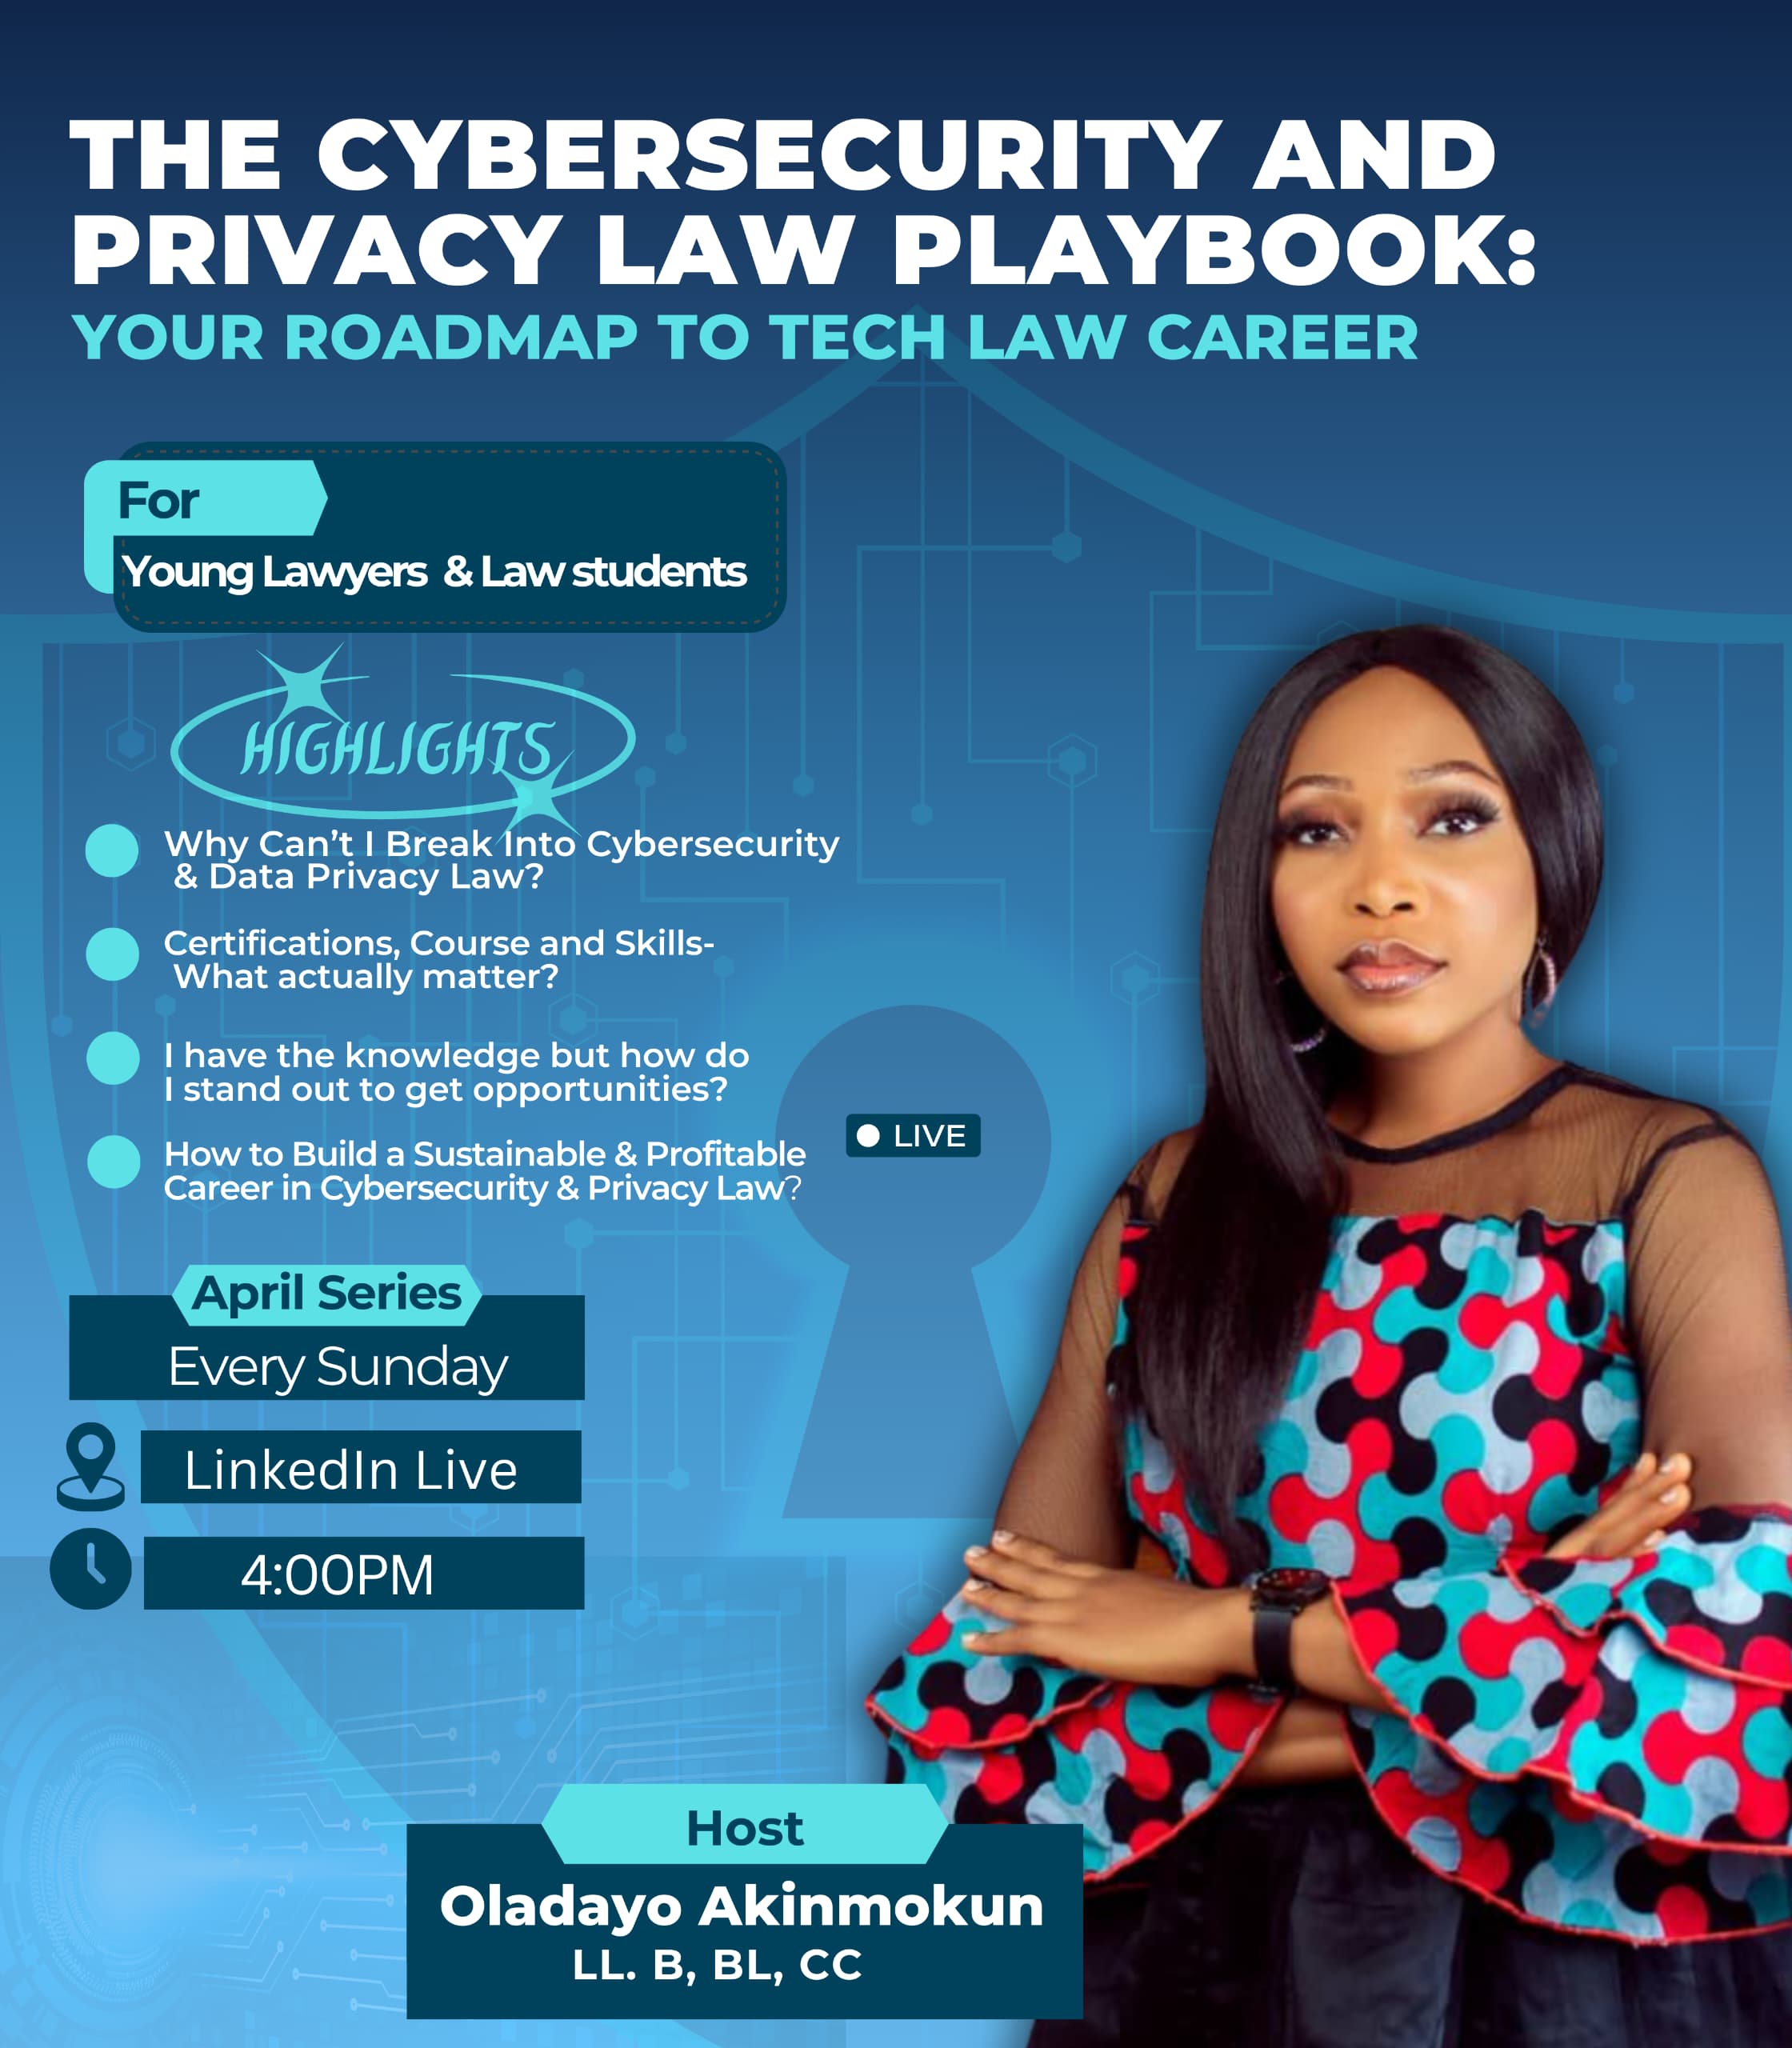 THE CYBERSECURITY AND
PRIVACY LAW PLAYBOOK:
YOUR ROADMAP TO TECH LAW CAREER
For
Young Lawyers & Law students
HIGHLIGHTS
Why Can’t I Break Into Cybersecurity
& Data Privacy Law?
Certifications, Course and Skills-
What actually matter?
I have the knowledge but how do
I stand out to get opportunities?
How to Build a Sustainable & Profitable
Career in Cybersecurity & Privacy Law?
LIVE
April Series
Every Sunday
LinkedIn Live
4:00PM
Host
Oladayo Akinmokun
LL. B, BL, CC